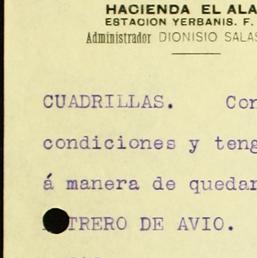 HACIENDA EL ALA
ESTACION YERBANIS. F.
Administrador DIONISIO SALAS
CUADRILLAS. Con
condiciones y teng
á manera de quedar
TRERO DE AVIO.